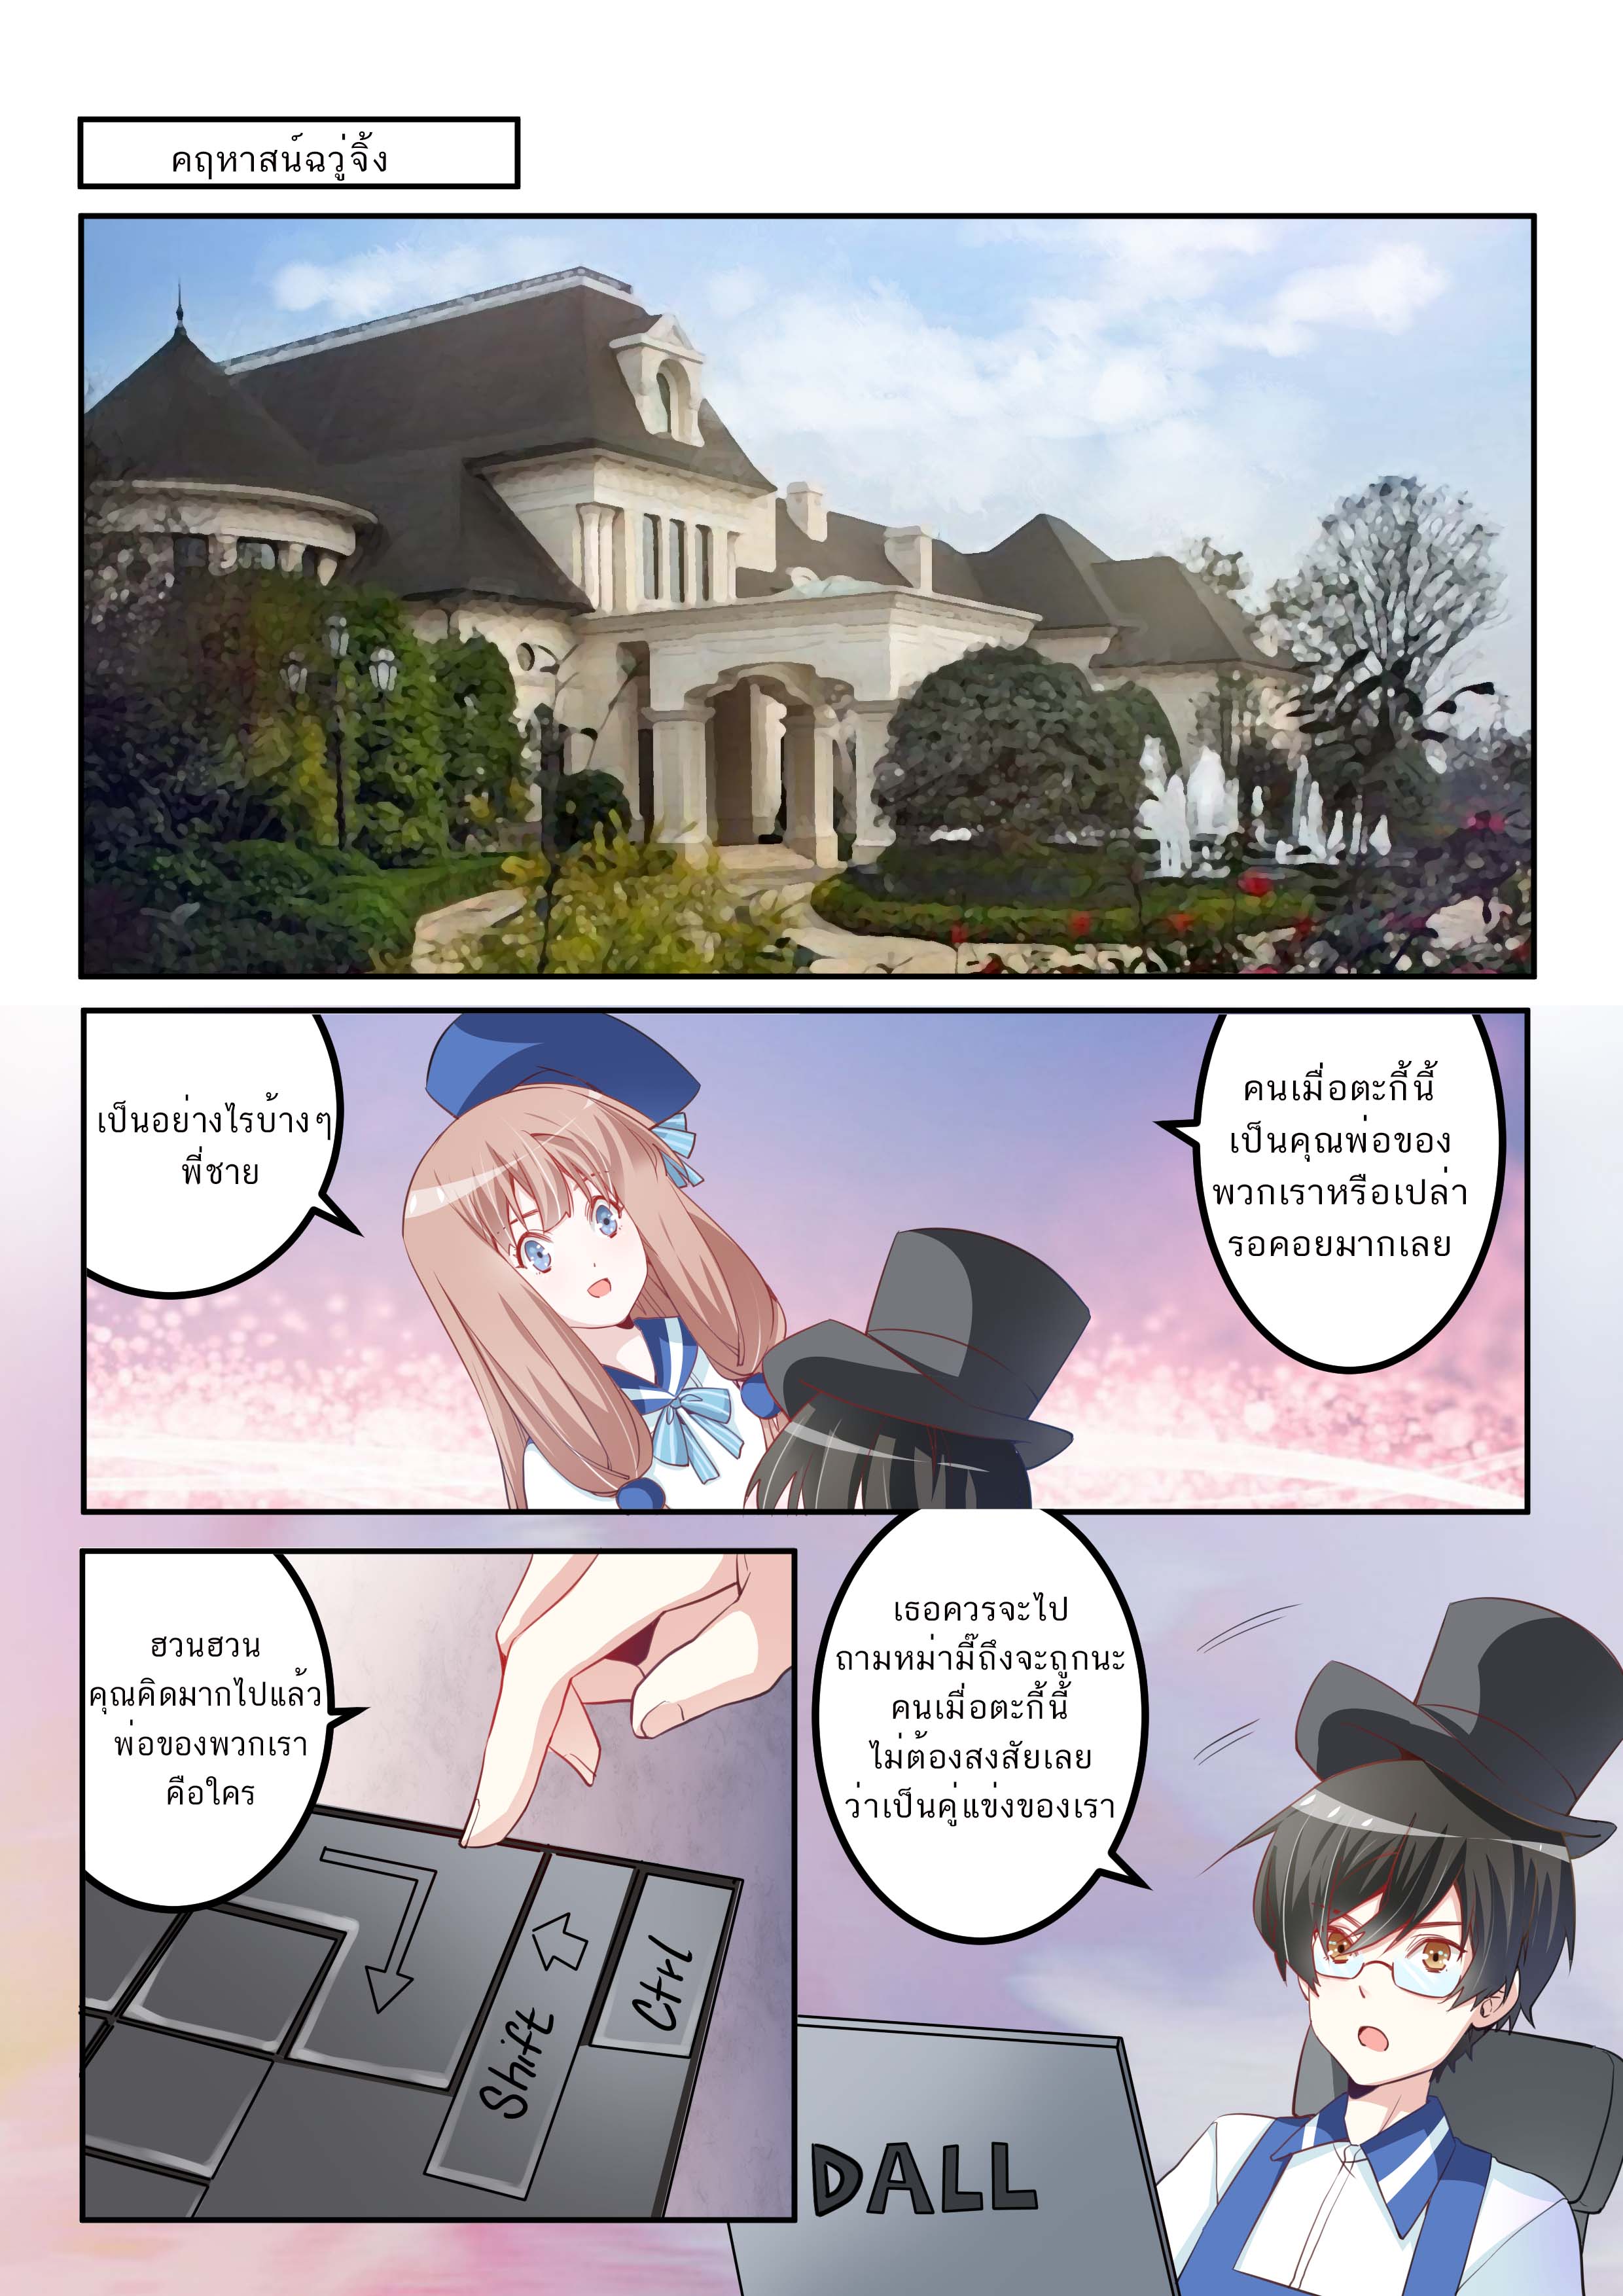 คฤหาสน์ฉวู่จิ้ง
เป็นอย่างไรบ้างๆ
พี่ชาย
คนเมื่อตะกี้นี้
เป็นคุณพ่อของ
พวกเราหรือเปล่า
รอคอยมากเลย
ฮวนฮวน
คุณคิดมากไปแล้ว
พ่อของพวกเรา
คือใคร
Shift
Ctrl
เธอควรจะไป
ถามหม่ามี๊ถึงจะถูกนะ
คนเมื่อตะกี้นี้
ไม่ต้องสงสัยเลย
ว่าเป็นคู่แข่งของเรา
DALL